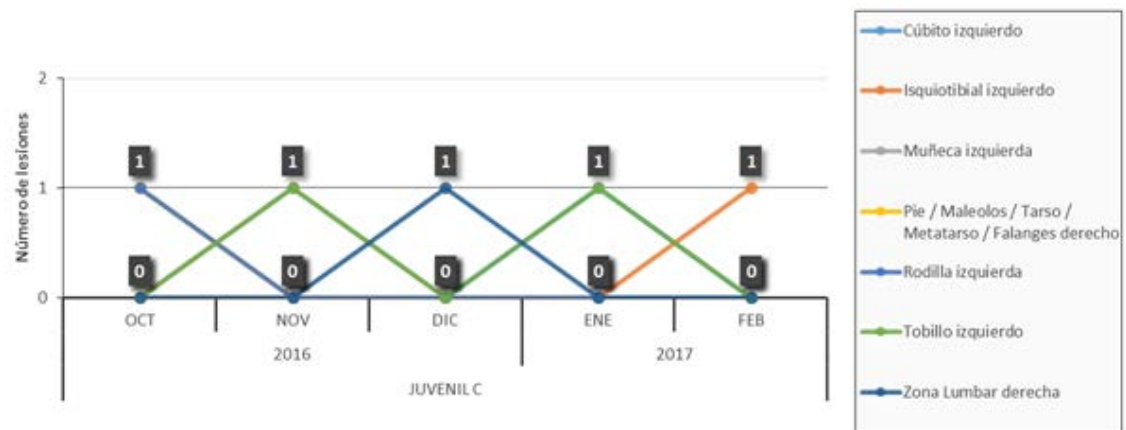 Número de lesiones
2
1
0
1
1
1
1
1
0
0
0
0
0
OCT
NOV
DIC
ENE
FEB
2016
2017
JUVENIL C
Cúbito izquierdo
Isquiotibial izquierdo
Muñeca izquierda
Pie / Maleolos / Tarso /
Metatarso / Falanges derecho
Rodilla izquierda
Tobillo izquierdo
Zona Lumbar derecha